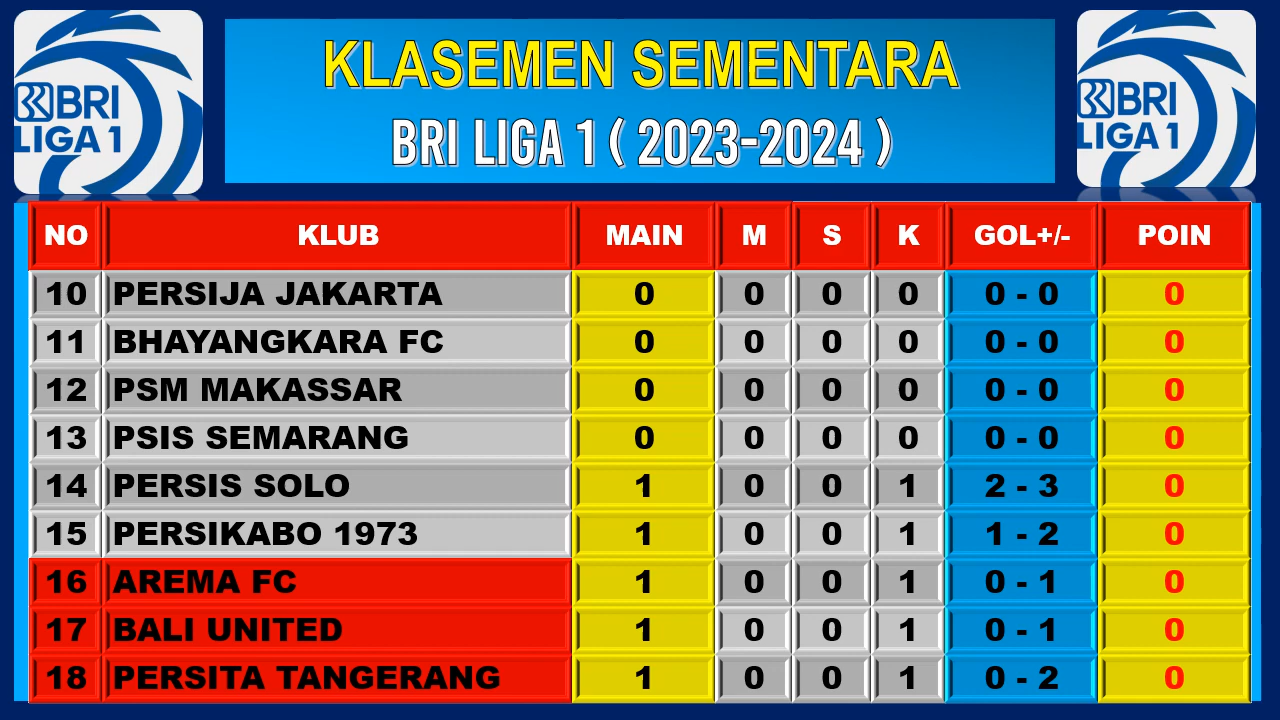 BRI
LIGA 1
KLASEMEN SEMENTARA
BRI LIGA 1 ( 2023-2024 )
BRI
LIGA 1
NO KLUB MAIN M S K GOL+/- POIN
10 PERSIJA JAKARTA 0 0 0 0 0 - 0 0
11 BHAYANGKARA FC 0 0 0 0 0 - 0 0
12 PSM MAKASSAR 0 0 0 0 0 - 0 0
13 PSIS SEMARANG 0 0 0 0 0 - 0 0
14 PERSIS SOLO 1 0 0 1 2 - 3 0
15 PERSIKABO 1973 1 0 0 1 1 - 2 0
16 AREMA FC 1 0 0 1 0 - 1 0
17 BALI UNITED 1 0 0 1 0 - 1 0
18 PERSITA TANGERANG 1 0 0 1 0 - 2 0